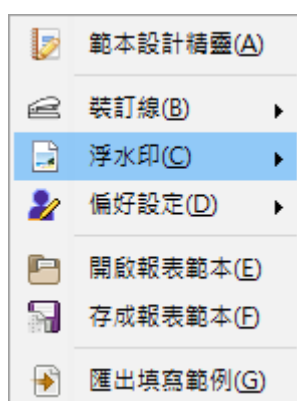 範本設計精靈(A)
裝訂線(B)
浮水印(C)
偏好設定(D)
開啟報表範本(E)
存成報表範本(F)
匯出填寫範例(G)